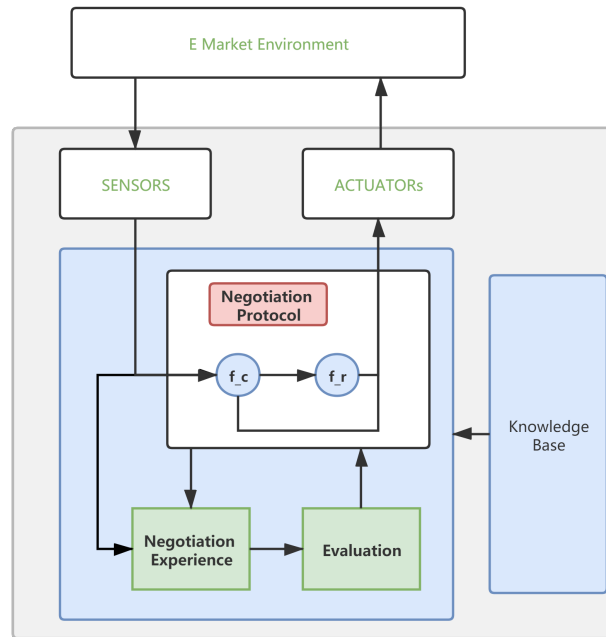 E Market Environment
SENSORS
ACTUATORs
Negotiation
Protocol
f_c
f_r
Knowledge
Base
Negotiation
Experience
Evaluation